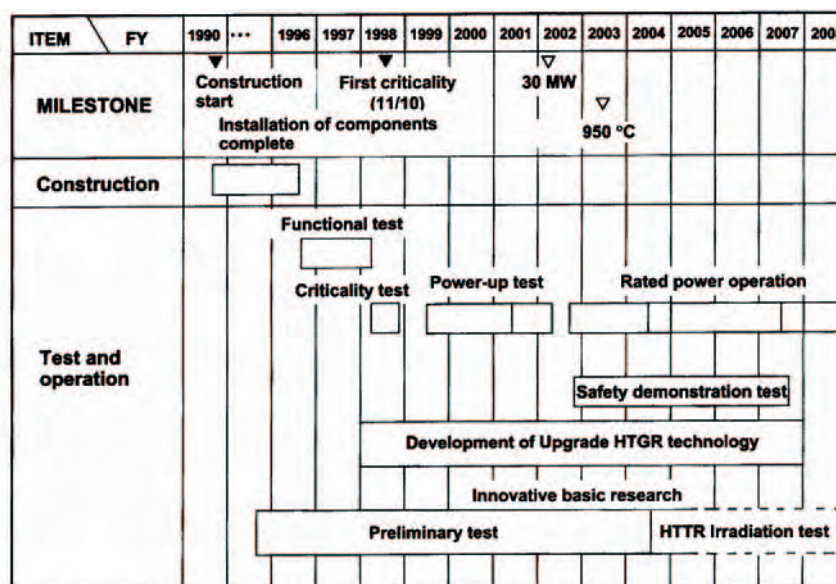 ITEM FY 1990 ··· 1996 1997 1998 1999 2000 2001 2002 2003 2004 2005 2006 2007
MILESTONE
Construction
start
First criticality
(11/10)
30 MW
950 °C
Installation of components
complete
Construction
Test and
operation
Functional test
Criticality test
Power-up test
Rated power operation
Safety demonstration test
Development of Upgrade HTGR technology
Innovative basic research
Preliminary test
HTTR Irradiation test